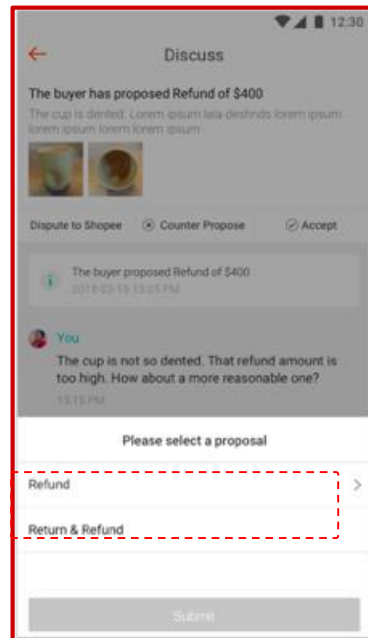 12:30
Discuss
The buyer has proposed Refund of $400
The cup is dented. Lorem ipsum lala deshnds lorem ipsum
lorem ipsum lorem lorem ipsum
Dispute to Shopee Counter Propose Accept
The buyer proposed Refund of $400
2018-03-15 13:05 PM
You
The cup is not so dented. That refund amount is
too high. How about a more reasonable one?
13:15 PM
Please select a proposal
Refund
Return & Refund
Submit